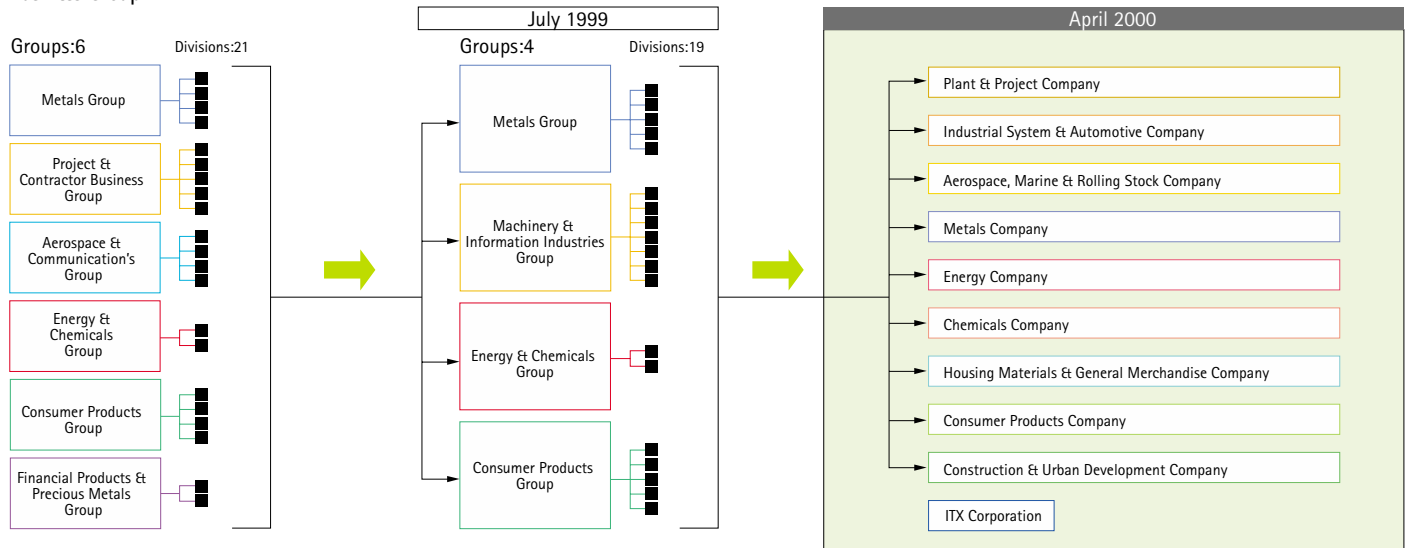 July 1999
April 2000
Groups:6
Divisions:21
Metals Group
Project &
Contractor Business
Group
Aerospace &
Communication's
Group
Energy &
Chemicals
Group
Consumer Products
Group
Financial Products &
Precious Metals
Group
Groups:4
Divisions:19
Metals Group
Machinery &
Information Industries
Group
Energy & Chemicals
Group
Consumer Products
Group
Plant & Project Company
Industrial System & Automotive Company
Aerospace, Marine & Rolling Stock Company
Metals Company
Energy Company
Chemicals Company
Housing Materials & General Merchandise Company
Consumer Products Company
Construction & Urban Development Company
ITX Corporation